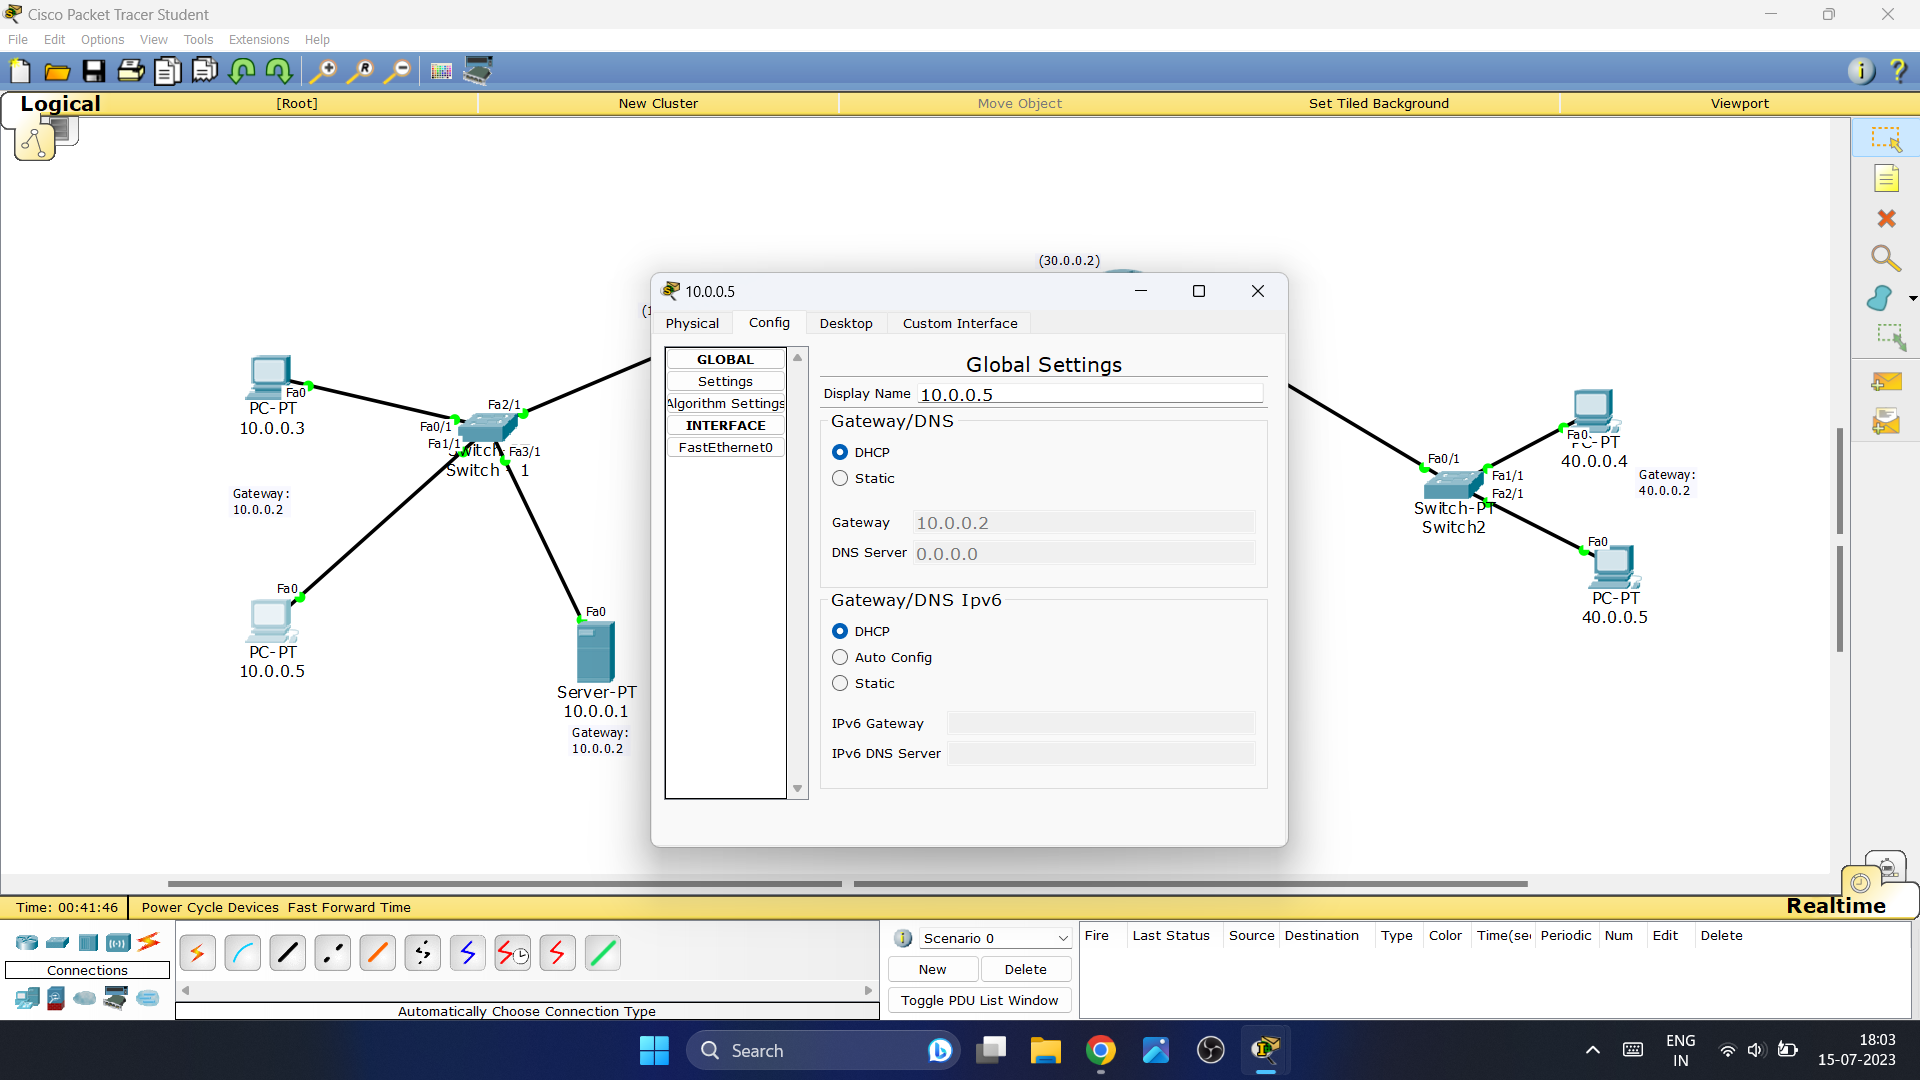 Cisco Packet Tracer Student
File Edit Options View Tools Extensions Help
Logical [Root] New Cluster Move Object Set Tiled Background Viewport
(30.0.0.2)
10.0.0.5
(1
Physical Config Desktop Custom Interface
GLOBAL
Settings
Algorithm Settings
INTERFACE
FastEthernet0
Global Settings
Display Name 10.0.0.5
Gateway/DNS
DHCP
Static
Gateway 10.0.0.2
DNS Server 0.0.0.0
Gateway/DNS Ipv6
DHCP
Auto Config
Static
IPv6 Gateway
IPv6 DNS Server
Fa0
PC-PT
10.0.0.3
Fa2/1
Fa0/1
Fa1/1
Fa3/1
Switch
Switch - 1
Gateway:
10.0.0.2
Fa0
PC-PT
10.0.0.5
Fa0
Server-PT
10.0.0.1
Gateway:
10.0.0.2
Fa0/1
Fa1/1
Fa2/1
Switch-PT
Switch2
Fa0
PC-PT
40.0.0.4
Gateway:
40.0.0.2
Fa0
PC-PT
40.0.0.5
Time: 00:41:46 Power Cycle Devices Fast Forward Time
Realtime
Connections
Automatically Choose Connection Type
Scenario 0
New Delete
Toggle PDU List Window
Fire Last Status Source Destination Type Color Time(sec Periodic Num Edit Delete
Search
ENG
IN
18:03
15-07-2023